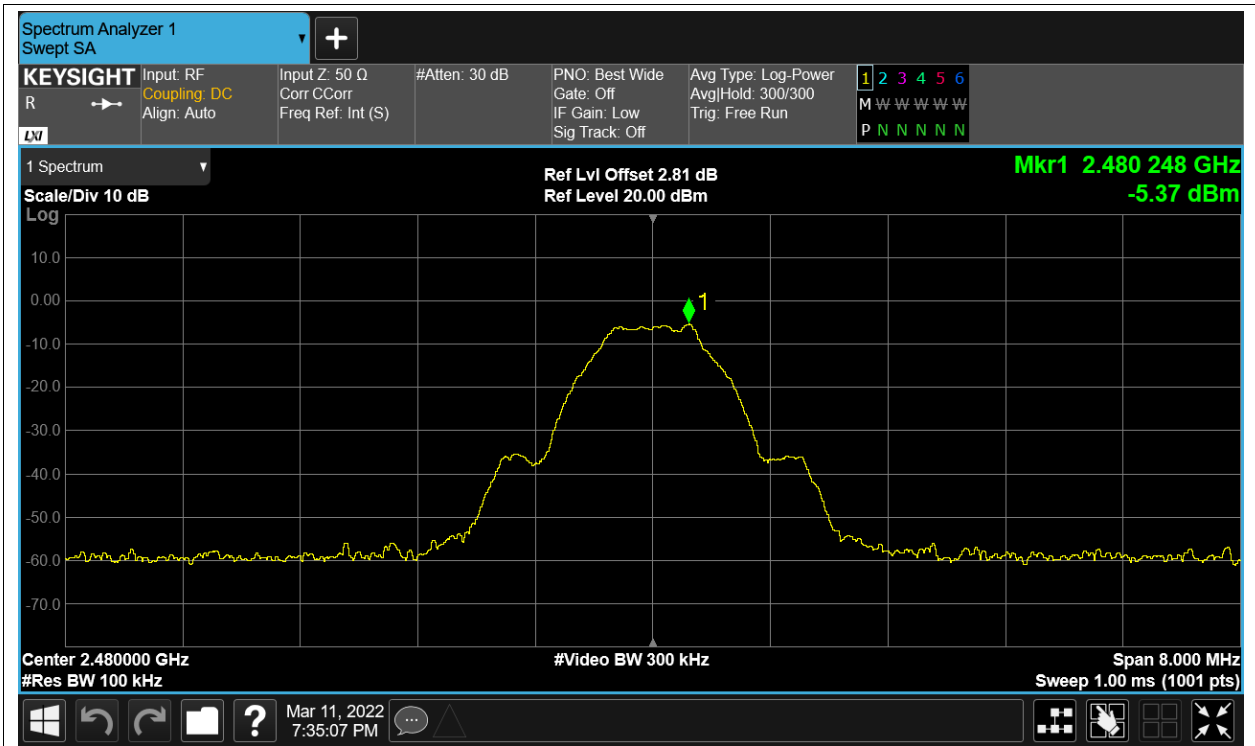 Spectrum Analyzer 1
Swept SA
KEYSIGHT
R
LXI
Input: RF
Coupling: DC
Align: Auto
Input Z: 50 Ω
Corr CCorr
Freq Ref: Int (S)
#Atten: 30 dB
PNO: Best Wide
Gate: Off
IF Gain: Low
Sig Track: Off
Avg Type: Log-Power
Avg|Hold: 300/300
Trig: Free Run
1 2 3 4 5 6
M W W W W W W
P N N N N N N
1 Spectrum
Scale/Div 10 dB
Log
Ref Lvl Offset 2.81 dB
Ref Level 20.00 dBm
Mkr1 2.480 248 GHz
-5.37 dBm
10.0
0.00
1
-10.0
-20.0
-30.0
-40.0
-50.0
-60.0
-70.0
Center 2.480000 GHz
#Res BW 100 kHz
#Video BW 300 kHz
Span 8.000 MHz
Sweep 1.00 ms (1001 pts)
?
Mar 11, 2022
7:35:07 PM